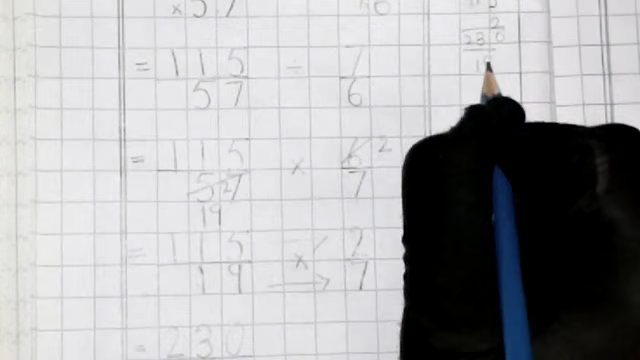 × 5 7
= 1 1 5 ÷ 7
5 7 6
= 1 1 5 × 6 2
5 7 7
19
= 1 1 5 × 2
1 9 7
= 2 3 0
2
2 3 0
1